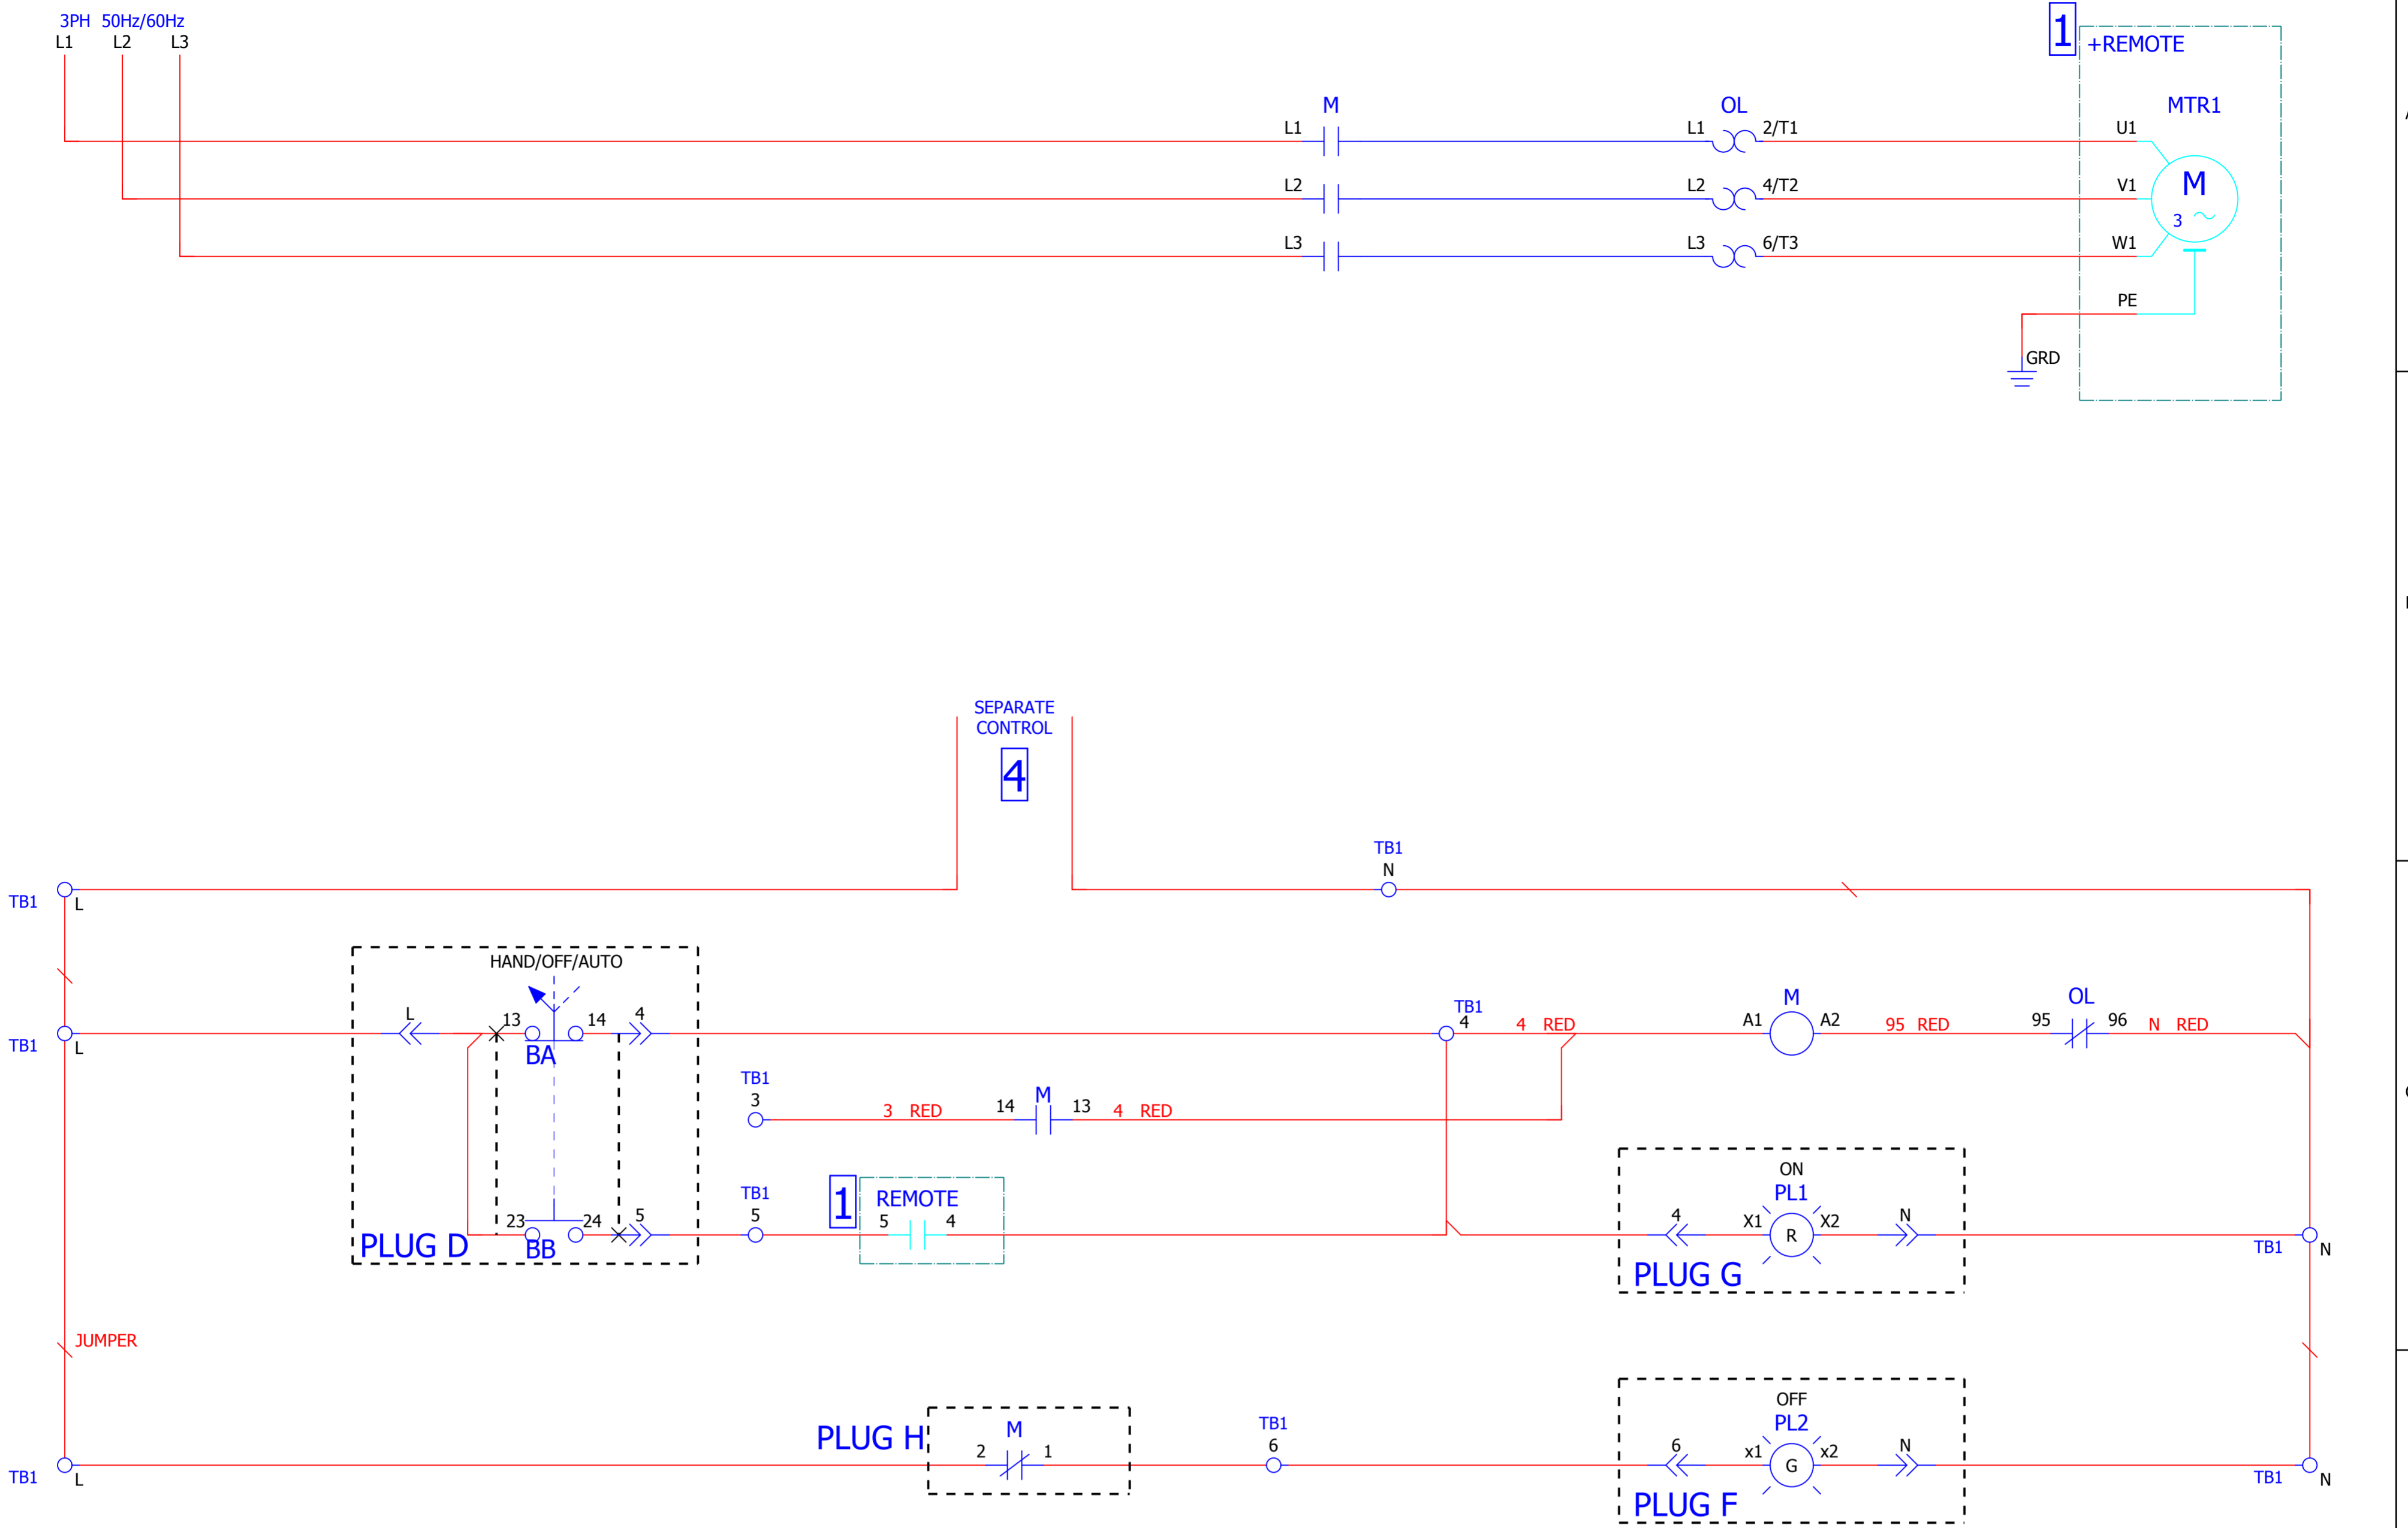 3PH 50Hz/60Hz
L1 L2 L3
1
+REMOTE
M OL MTR1
L1 L1 2/T1 U1
L2 L2 4/T2 V1
M
3
L3 L3 6/T3 W1
PE
GRD
SEPARATE
CONTROL
4
TB1
N
TB1 L
HAND/OFF/AUTO
L 13 14 4
TB1
4
4 RED
M
A1 A2
95 RED
OL
95 96
N RED
TB1 L
BA
TB1
3
3 RED
M
14 13
4 RED
ON
PL1
TB1
5
1
REMOTE
5 4
23 24 5
4 X1 R X2 N
PLUG D
BB
TB1 N
PLUG G
JUMPER
OFF
PL2
PLUG H
M
2 1
TB1
6
6 x1 G x2 N
TB1 L
TB1 N
PLUG F